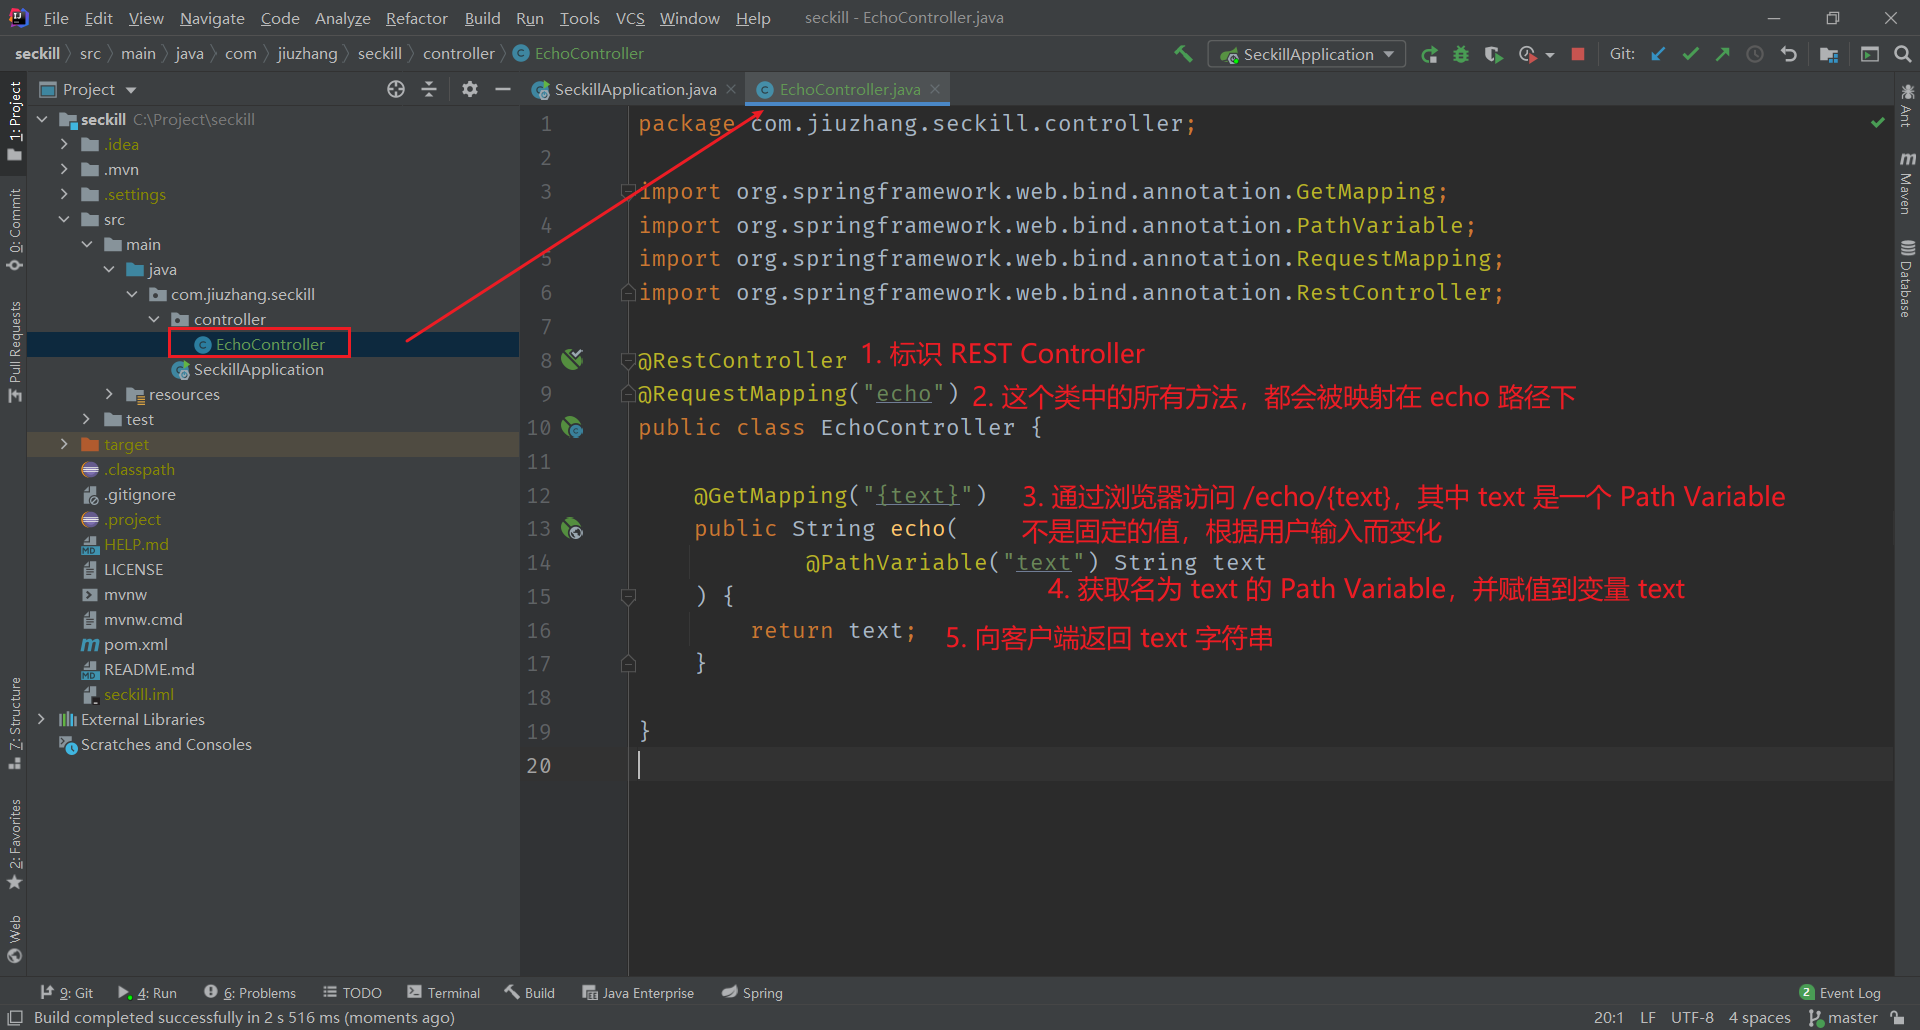 File Edit View Navigate Code Analyze Refactor Build Run Tools VCS Window Help seckill - EchoController.java
seckill src main java com jiuzhang seckill controller EchoController SeckillApplication Git:
Project SeckillApplication.java EchoController.java
1: Project
0: Commit
Pull Requests
7: Structure
2: Favorites
Web
seckill C:\Project\seckill
.idea
.mvn
.settings
src
main
java
com.jiuzhang.seckill
controller
EchoController
SeckillApplication
resources
test
target
.classpath
.gitignore
.project
HELP.md
LICENSE
mvnw
mvnw.cmd
pom.xml
README.md
seckill.iml
External Libraries
Scratches and Consoles
1 package com.jiuzhang.seckill.controller;
2
3 import org.springframework.web.bind.annotation.GetMapping;
4 import org.springframework.web.bind.annotation.PathVariable;
5 import org.springframework.web.bind.annotation.RequestMapping;
6 import org.springframework.web.bind.annotation.RestController;
7
8 @RestController 1. 标识 REST Controller
9 @RequestMapping("echo") 2. 这个类中的所有方法，都会被映射在 echo 路径下
10 public class EchoController {
11
12 @GetMapping("{text}") 3. 通过浏览器访问 /echo/{text}，其中 text 是一个 Path Variable
13 public String echo( 不是固定的值，根据用户输入而变化
14 @PathVariable("text") String text
15 ) { 4. 获取名为 text 的 Path Variable，并赋值到变量 text
16 return text; 5. 向客户端返回 text 字符串
17 }
18
19 }
20
Ant
Maven
Database
9: Git 4: Run 6: Problems TODO Terminal Build Java Enterprise Spring 2 Event Log
Build completed successfully in 2 s 516 ms (moments ago) 20:1 LF UTF-8 4 spaces master